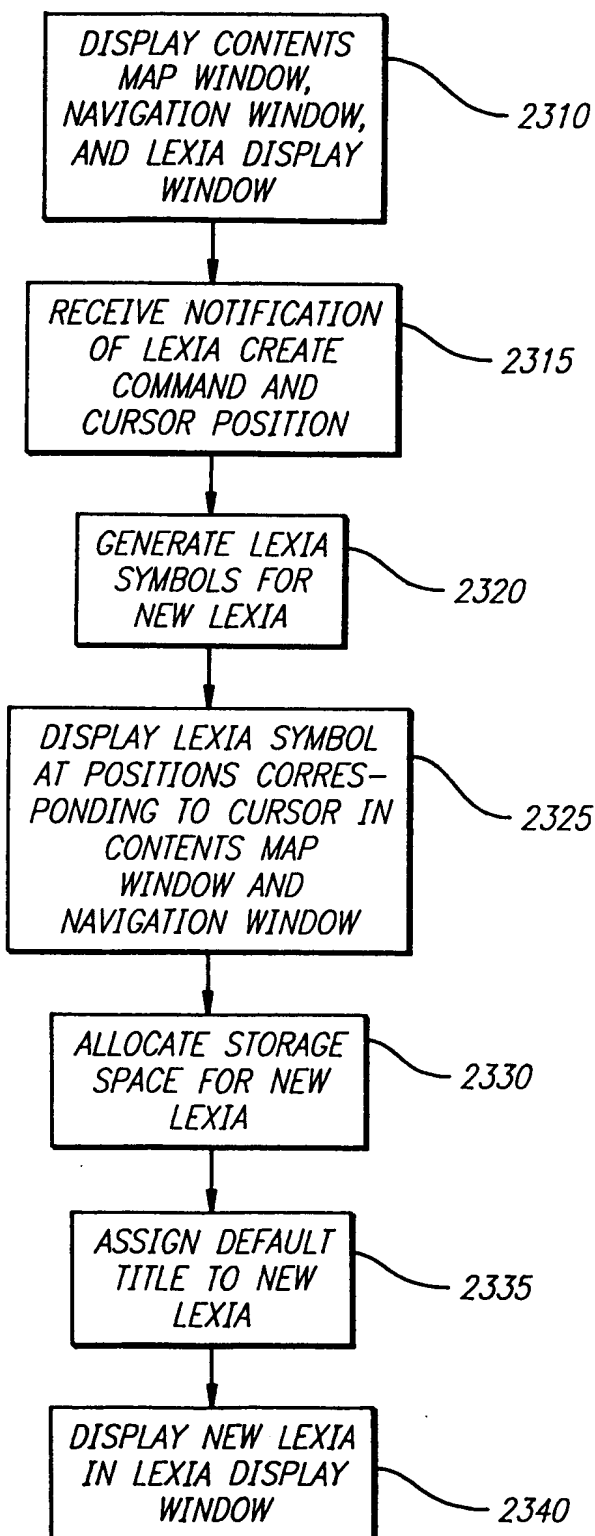 DISPLAY CONTENTS
MAP WINDOW,
NAVIGATION WINDOW,
AND LEXIA DISPLAY
WINDOW
2310
RECEIVE NOTIFICATION
OF LEXIA CREATE
COMMAND AND
CURSOR POSITION
2315
GENERATE LEXIA
SYMBOLS FOR
NEW LEXIA
2320
DISPLAY LEXIA SYMBOL
AT POSITIONS CORRES-
PONDING TO CURSOR IN
CONTENTS MAP
WINDOW AND
NAVIGATION WINDOW
2325
ALLOCATE STORAGE
SPACE FOR NEW
LEXIA
2330
ASSIGN DEFAULT
TITLE TO NEW
LEXIA
2335
DISPLAY NEW LEXIA
IN LEXIA DISPLAY
WINDOW
2340